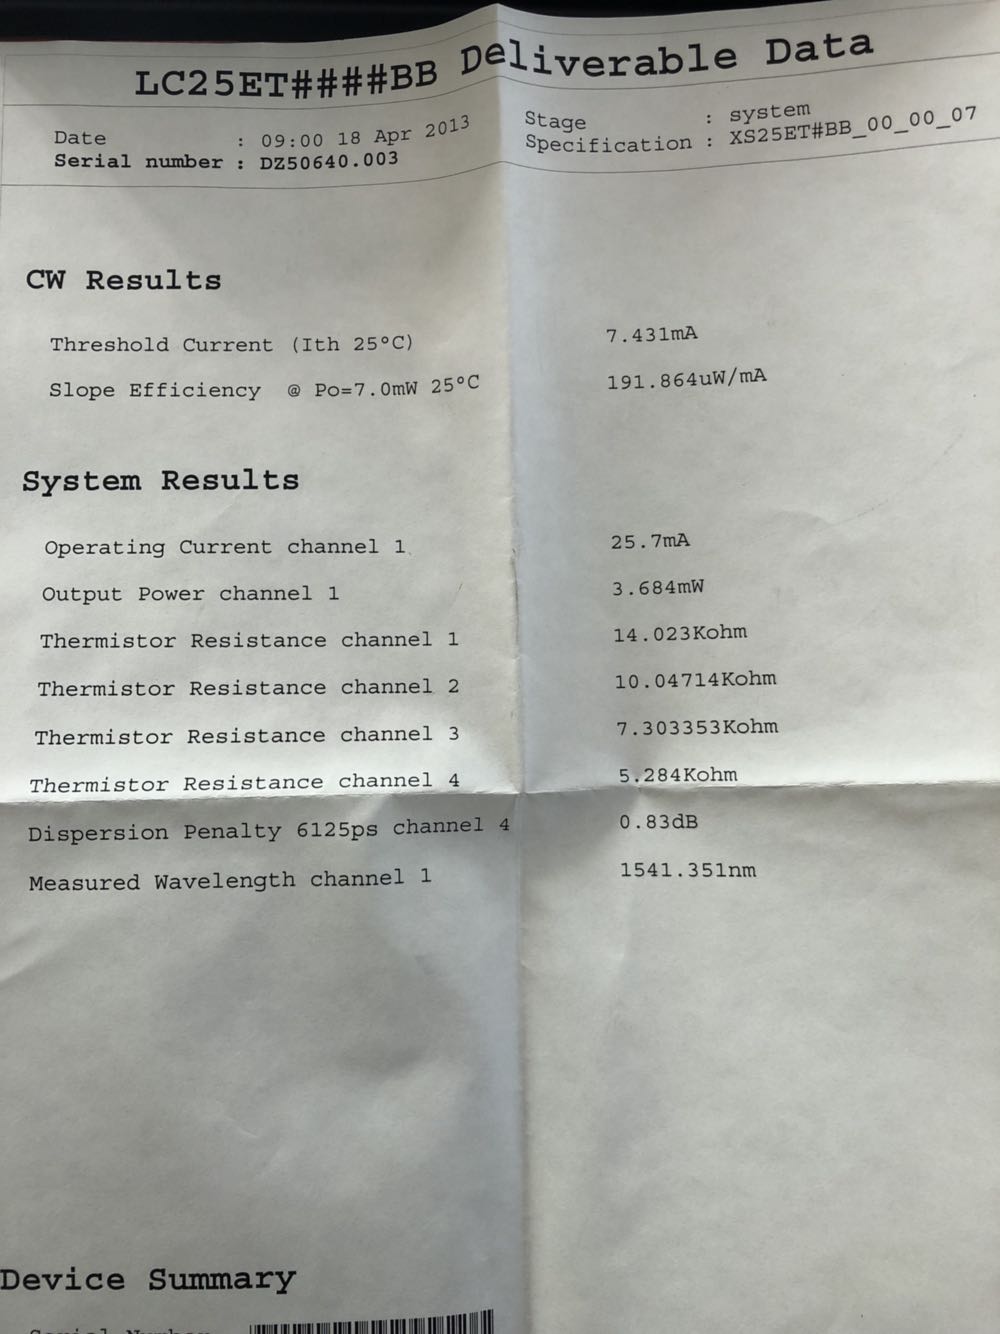 LC25ET####BB Deliverable Data
Date : 09:00 18 Apr 2013 Stage : system
Serial number : DZ50640.003 Specification : XS25ET#BB_00_00_07
CW Results
Threshold Current (Ith 25°C) 7.431mA
Slope Efficiency @ Po=7.0mW 25°C 191.864uW/mA
System Results
Operating Current channel 1 25.7mA
Output Power channel 1 3.684mW
Thermistor Resistance channel 1 14.023Kohm
Thermistor Resistance channel 2 10.04714Kohm
Thermistor Resistance channel 3 7.303353Kohm
Thermistor Resistance channel 4 5.284Kohm
Dispersion Penalty 6125ps channel 4 0.83dB
Measured Wavelength channel 1 1541.351nm
Device Summary
Serial Number